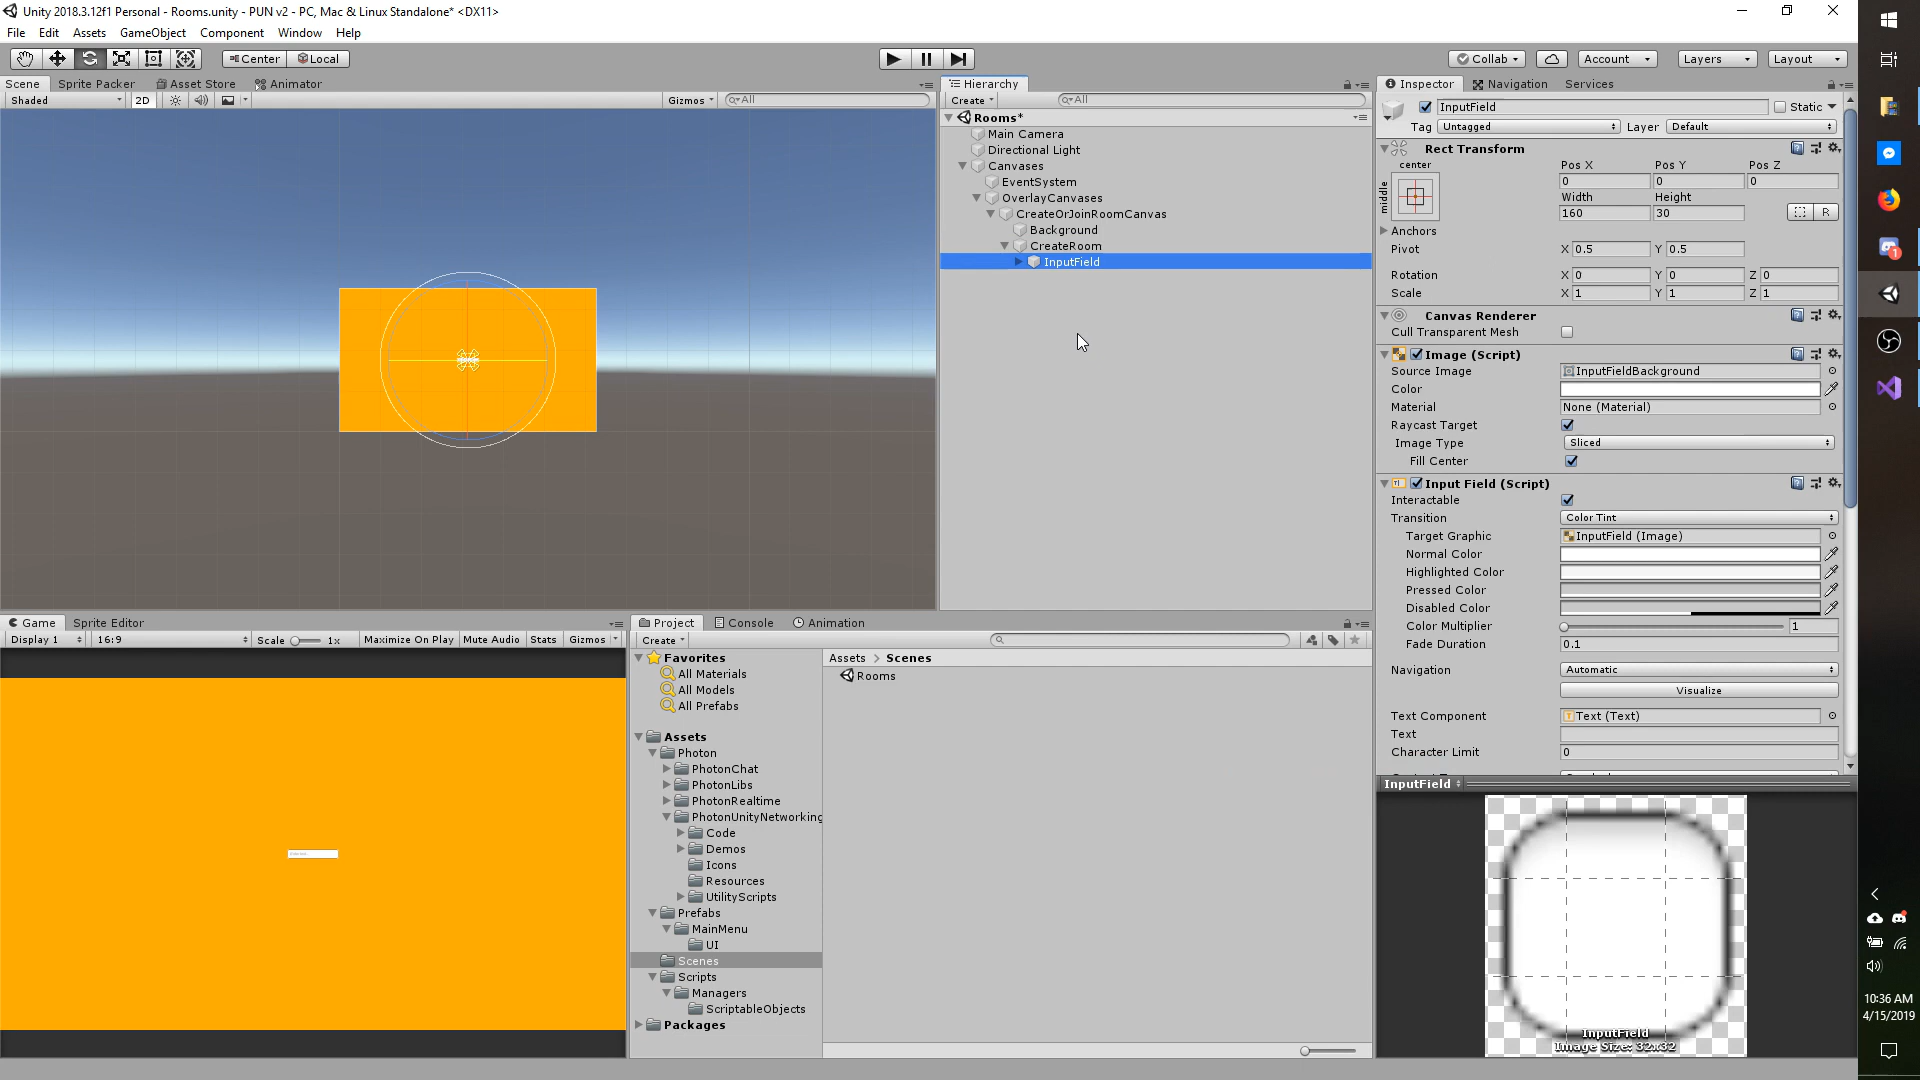 Unity 2018.3.12f1 Personal - Rooms.unity - PUN v2 - PC, Mac & Linux Standalone* <DX11>
File Edit Assets GameObject Component Window Help
Center Local Collab Account Layers Layout
Scene Sprite Packer Asset Store Animator
Shaded 2D Gizmos All
Hierarchy
Create All
Rooms*
Main Camera
Directional Light
Canvases
EventSystem
OverlayCanvases
CreateOrJoinRoomCanvas
Background
CreateRoom
InputField
Inspector Navigation Services
InputField Static
Tag Untagged Layer Default
Rect Transform
center Pos X Pos Y Pos Z
middle 0 0 0
Width Height
160 30 R
Anchors
Pivot X 0.5 Y 0.5
Rotation X 0 Y 0 Z 0
Scale X 1 Y 1 Z 1
Canvas Renderer
Cull Transparent Mesh
Image (Script)
Source Image InputFieldBackground
Color
Material None (Material)
Raycast Target
Image Type Sliced
Fill Center
Input Field (Script)
Interactable
Transition Color Tint
Target Graphic InputField (Image)
Normal Color
Highlighted Color
Pressed Color
Disabled Color
Color Multiplier 1
Fade Duration 0.1
Navigation Automatic
Visualize
Text Component Text (Text)
Text
Character Limit 0
InputField
InputField
Image Size: 32x32
Game Sprite Editor
Display 1 16:9 Scale 1x Maximize On Play Mute Audio Stats Gizmos
Project Console Animation
Create
Favorites
All Materials
All Models
All Prefabs
Assets
Photon
PhotonChat
PhotonLibs
PhotonRealtime
PhotonUnityNetworking
Code
Demos
Icons
Resources
UtilityScripts
Prefabs
MainMenu
UI
Scenes
Scripts
Managers
ScriptableObjects
Packages
Assets > Scenes
Rooms
10:36 AM
4/15/2019